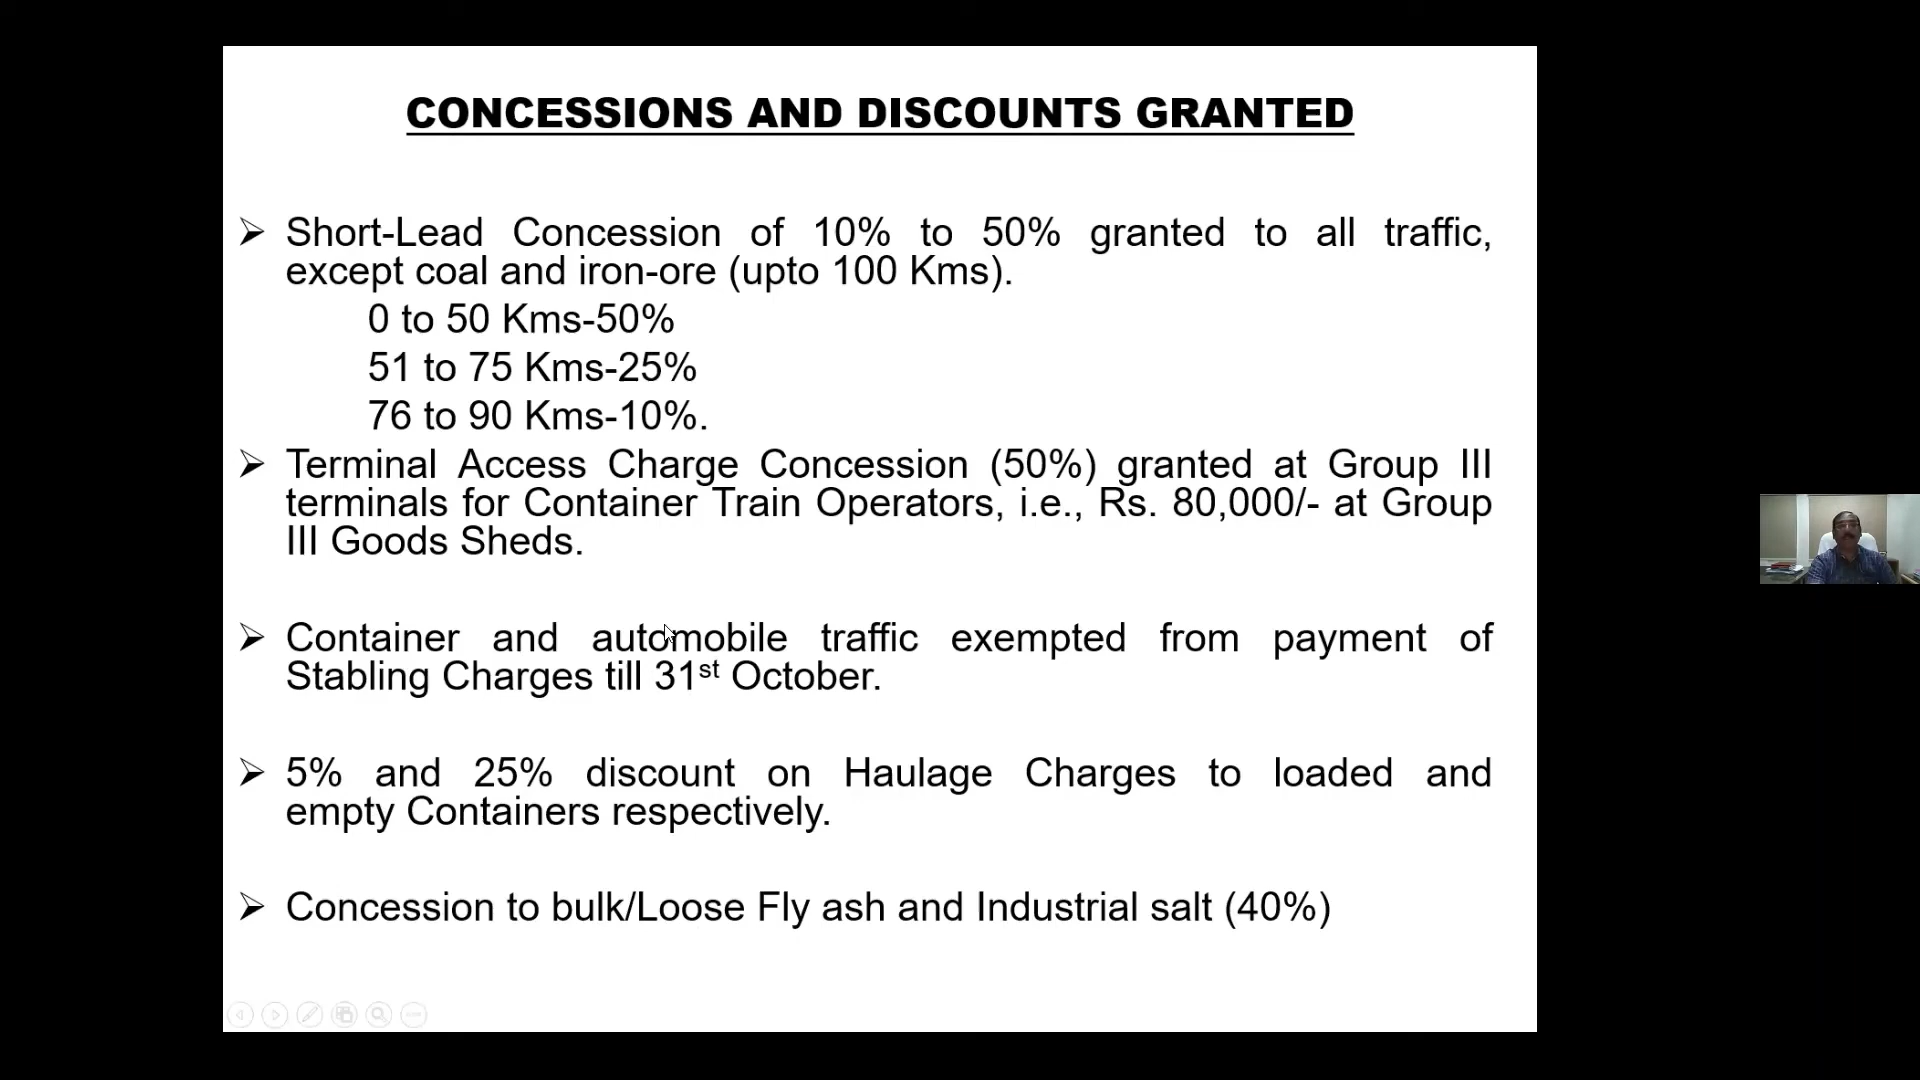 CONCESSIONS AND DISCOUNTS GRANTED
➢ Short-Lead Concession of 10% to 50% granted to all traffic,
except coal and iron-ore (upto 100 Kms).
0 to 50 Kms-50%
51 to 75 Kms-25%
76 to 90 Kms-10%.
➢ Terminal Access Charge Concession (50%) granted at Group III
terminals for Container Train Operators, i.e., Rs. 80,000/- at Group
III Goods Sheds.
➢ Container and automobile traffic exempted from payment of
Stabling Charges till 31st October.
➢ 5% and 25% discount on Haulage Charges to loaded and
empty Containers respectively.
➢ Concession to bulk/Loose Fly ash and Industrial salt (40%)